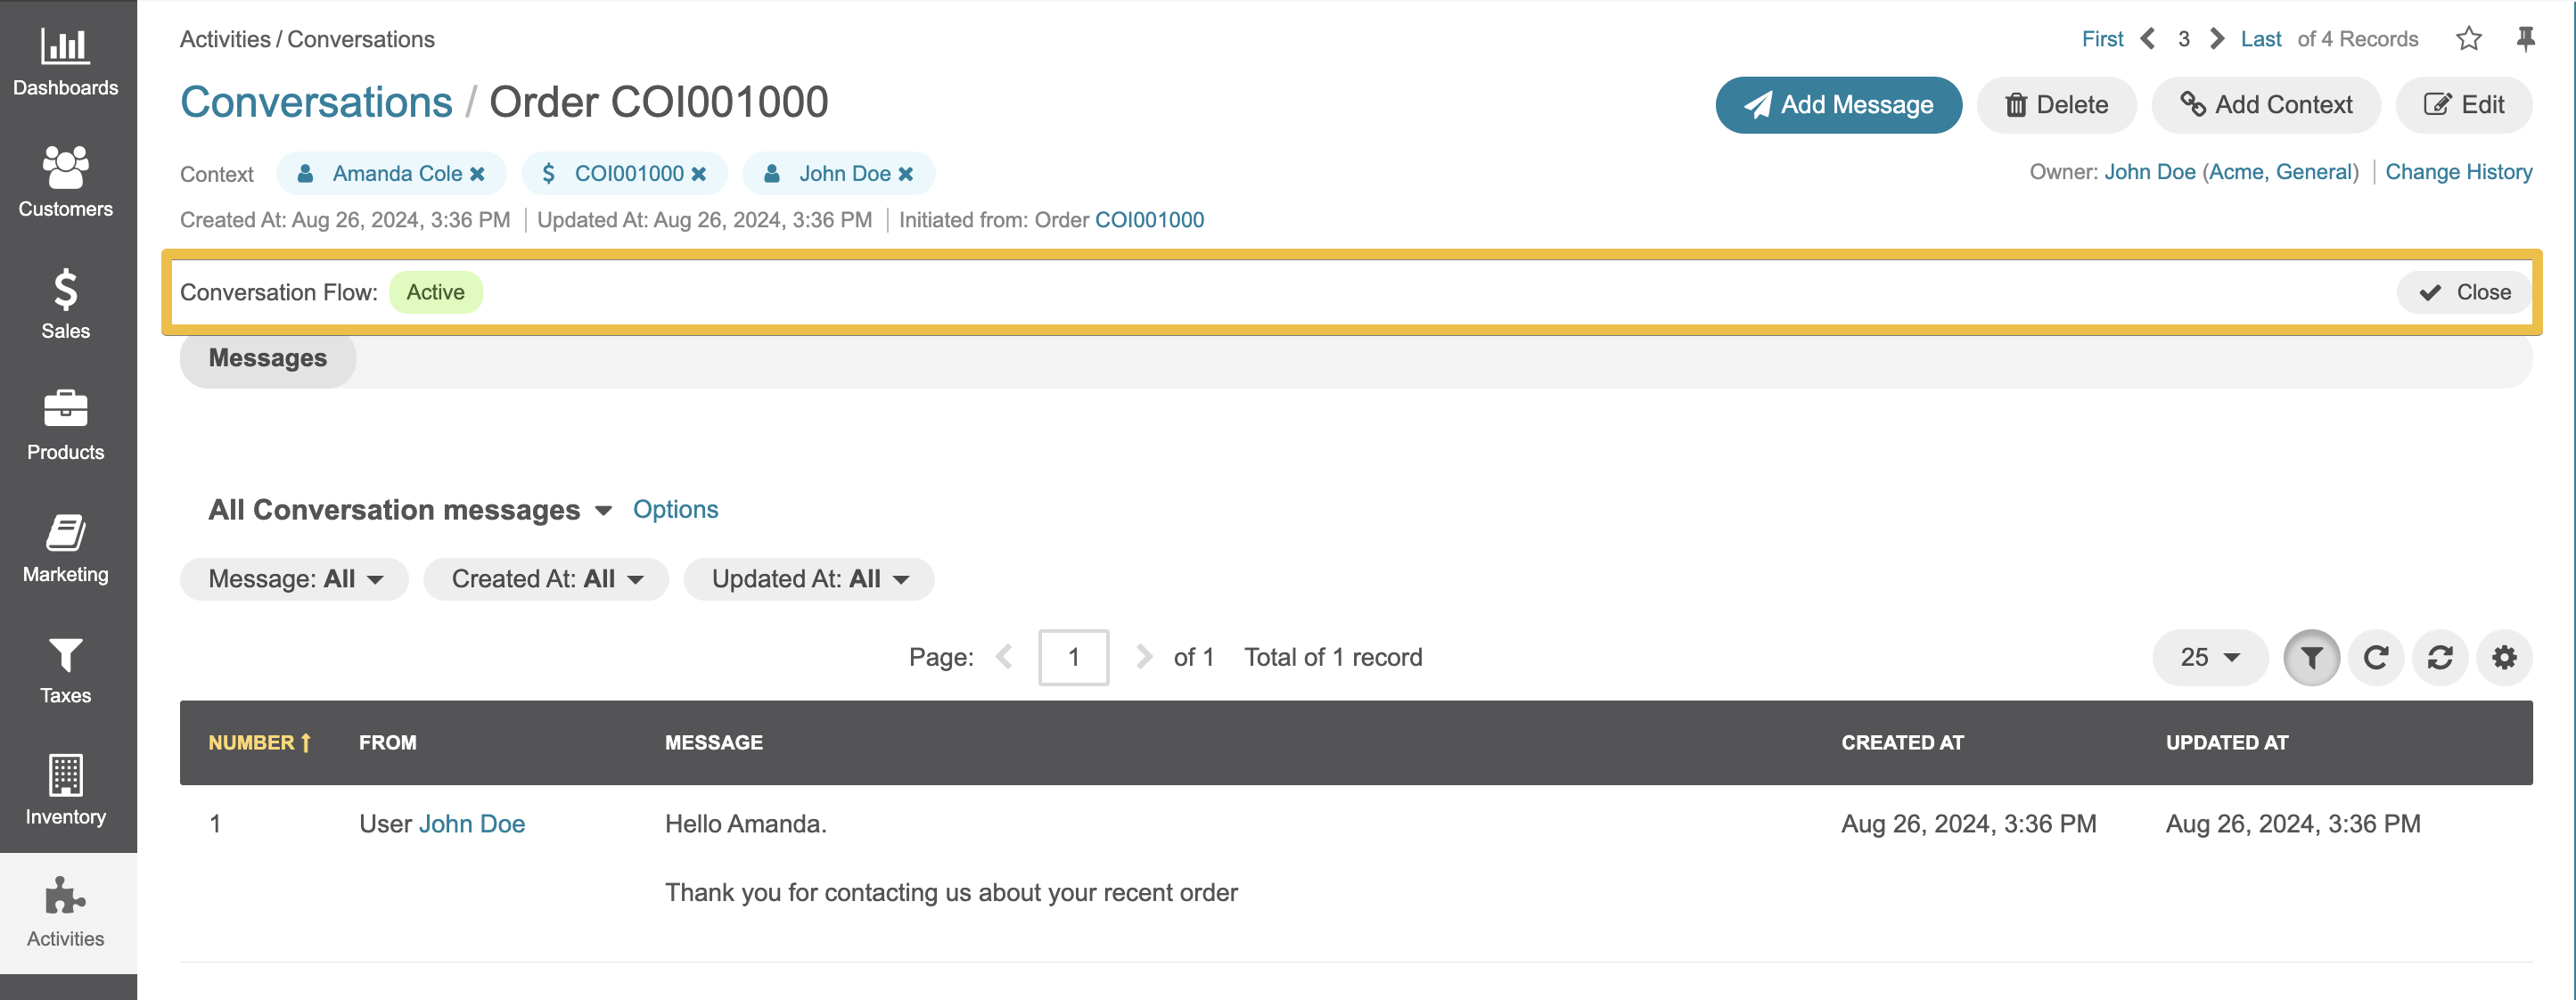 Dashboards
Customers
Sales
Products
Marketing
Taxes
Inventory
Activities
Activities / Conversations
First 3 Last of 4 Records
Conversations / Order COI001000
Add Message Delete Add Context Edit
Context Amanda Cole COI001000 John Doe
Owner: John Doe (Acme, General) Change History
Created At: Aug 26, 2024, 3:36 PM Updated At: Aug 26, 2024, 3:36 PM Initiated from: Order COI001000
Conversation Flow: Active Close
Messages
All Conversation messages Options
Message: All Created At: All Updated At: All
Page: 1 of 1 Total of 1 record 25
NUMBER FROM MESSAGE CREATED AT UPDATED AT
1 User John Doe Hello Amanda. Aug 26, 2024, 3:36 PM Aug 26, 2024, 3:36 PM
Thank you for contacting us about your recent order